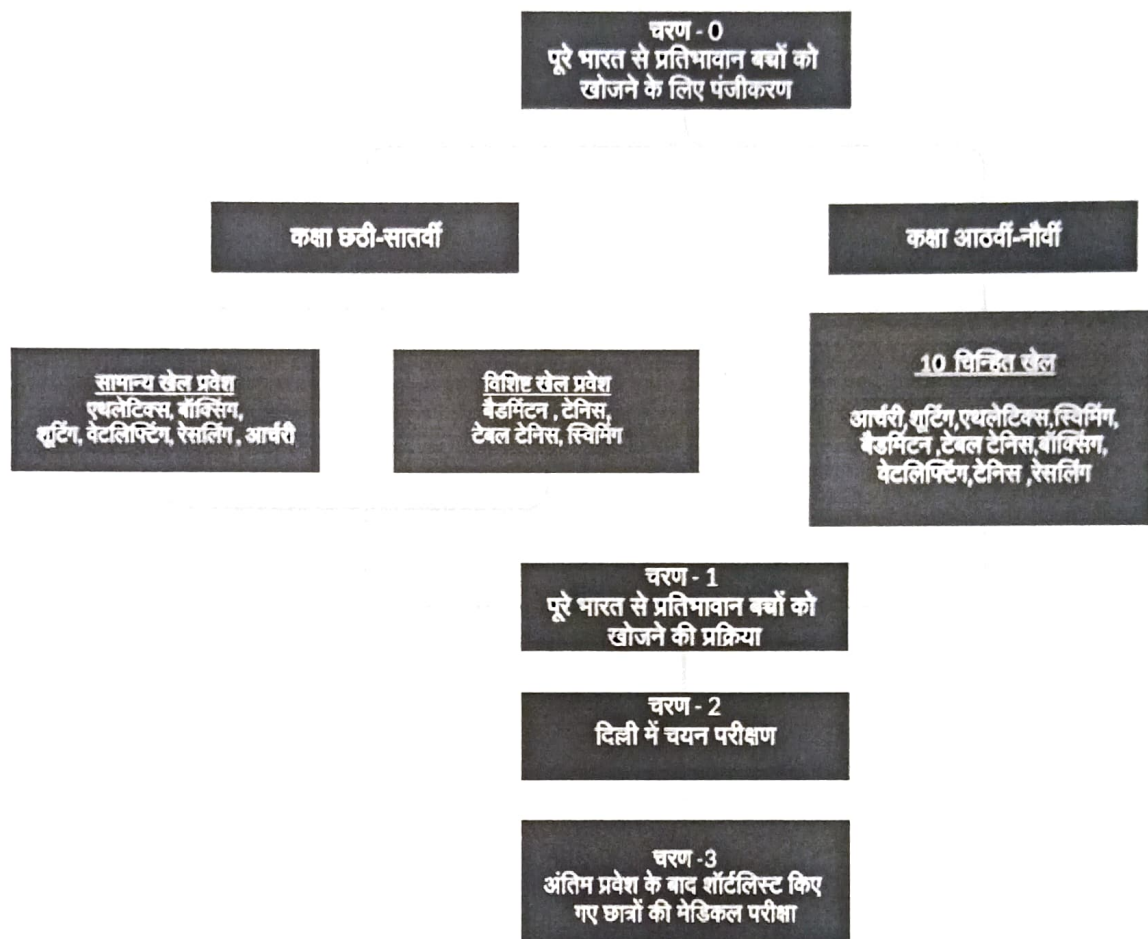 चरण - 0
पूरे भारत से प्रतिभावान बच्चों को
खोजने के लिए पंजीकरण
कक्षा छठी-सातवीं
कक्षा आठवीं-नौवीं
सामान्य खेल प्रवेश
एथलेटिक्स, बॉक्सिंग,
शूटिंग, वेटलिफ्टिंग, रेसलिंग , आर्चरी
विशिष्ट खेल प्रवेश
बैडमिंटन , टेनिस,
टेबल टेनिस, स्विमिंग
10 चिन्हित खेल
आर्चरी,शूटिंग,एथलेटिक्स,स्विमिंग,
बैडमिंटन ,टेबल टेनिस,बॉक्सिंग,
वेटलिफ्टिंग,टेनिस ,रेसलिंग
चरण - 1
पूरे भारत से प्रतिभावान बच्चों को
खोजने की प्रक्रिया
चरण - 2
दिल्ली में चयन परीक्षण
चरण -3
अंतिम प्रवेश के बाद शॉर्टलिस्ट किए
गए छात्रों की मेडिकल परीक्षा